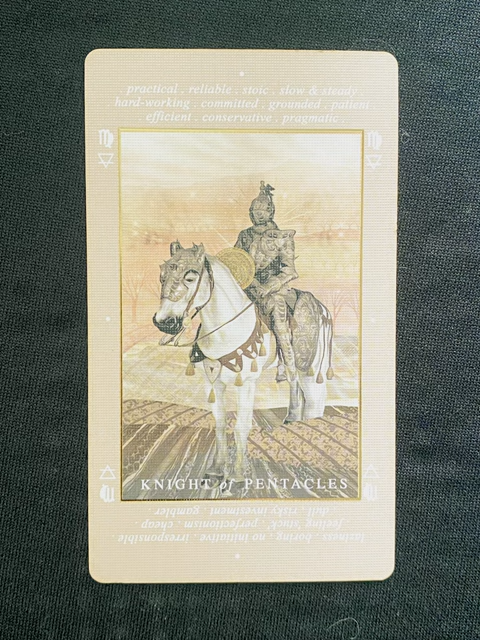 . practical . reliable . stoic . slow & steady .
hard-working . committed . grounded . patient
. efficient . conservative . pragmatic .
KNIGHT of PENTACLES
laziness . boring . no initiative . irresponsible
feeling 'stuck' . perfectionism . cheap
dull . risky investment . gambler